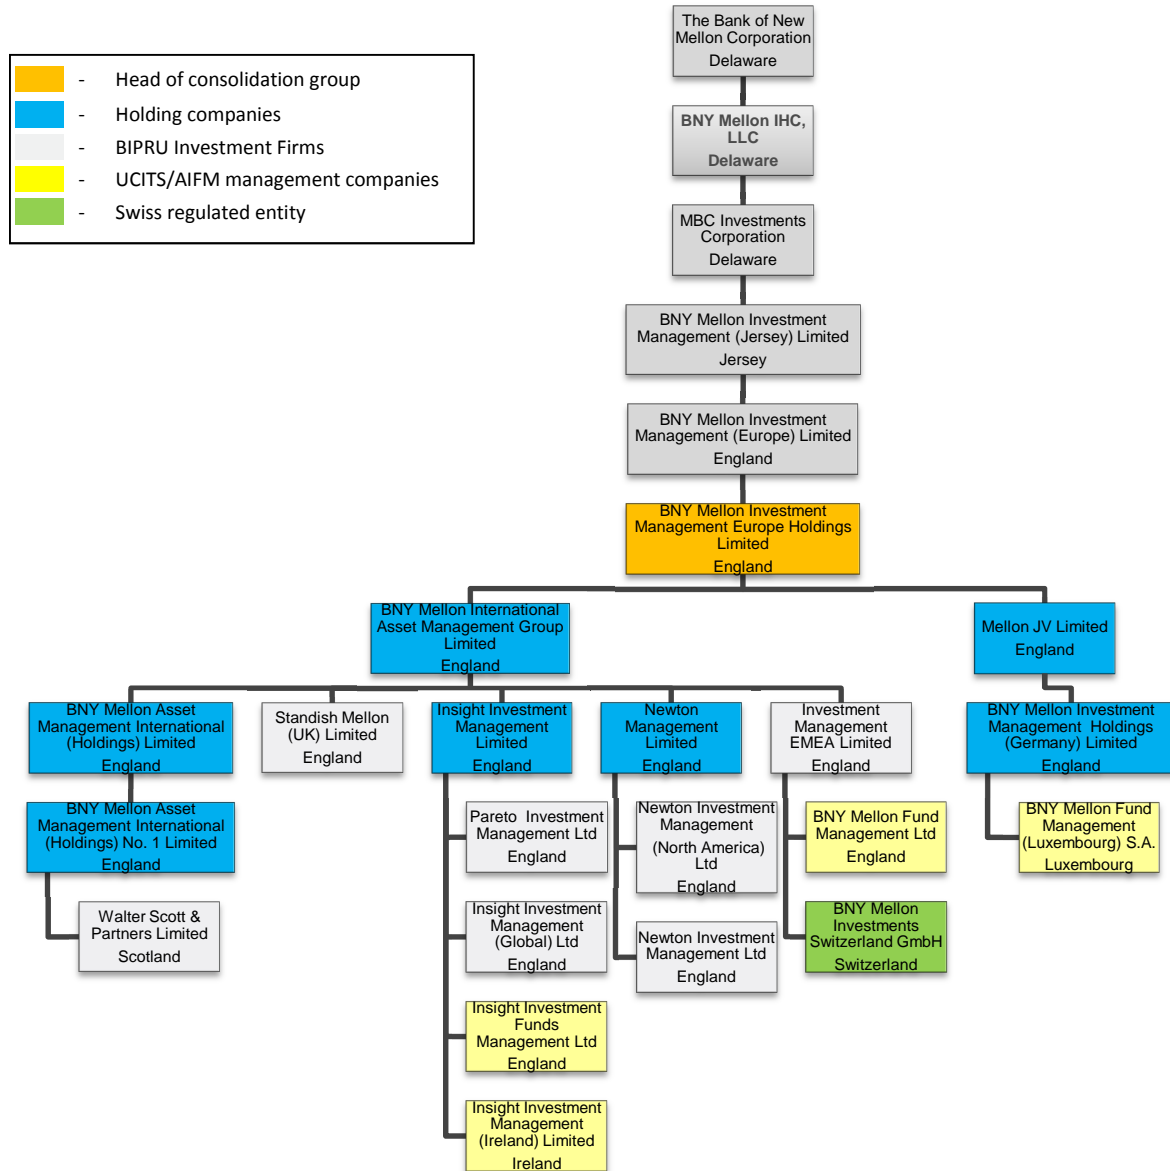 The Bank of New
Mellon Corporation
Delaware
- Head of consolidation group
- Holding companies
- BIPRU Investment Firms
- UCITS/AIFM management companies
- Swiss regulated entity
BNY Mellon IHC,
LLC
Delaware
MBC Investments
Corporation
Delaware
BNY Mellon Investment
Management (Jersey) Limited
Jersey
BNY Mellon Investment
Management (Europe) Limited
England
BNY Mellon Investment
Management Europe Holdings
Limited
England
BNY Mellon International
Asset Management Group
Limited
England
Mellon JV Limited
England
BNY Mellon Asset
Management International
(Holdings) Limited
England
Standish Mellon
(UK) Limited
England
Insight Investment
Management
Limited
England
Newton
Management
Limited
England
Investment
Management
EMEA Limited
England
BNY Mellon Investment
Management Holdings
(Germany) Limited
England
BNY Mellon Asset
Management International
(Holdings) No. 1 Limited
England
Pareto Investment
Management Ltd
England
Newton Investment
Management
(North America)
Ltd
England
BNY Mellon Fund
Management Ltd
England
BNY Mellon Fund
Management
(Luxembourg) S.A.
Luxembourg
Walter Scott &
Partners Limited
Scotland
Insight Investment
Management
(Global) Ltd
England
Newton Investment
Management Ltd
England
BNY Mellon
Investments
Switzerland GmbH
Switzerland
Insight Investment
Funds
Management Ltd
England
Insight Investment
Management
(Ireland) Limited
Ireland